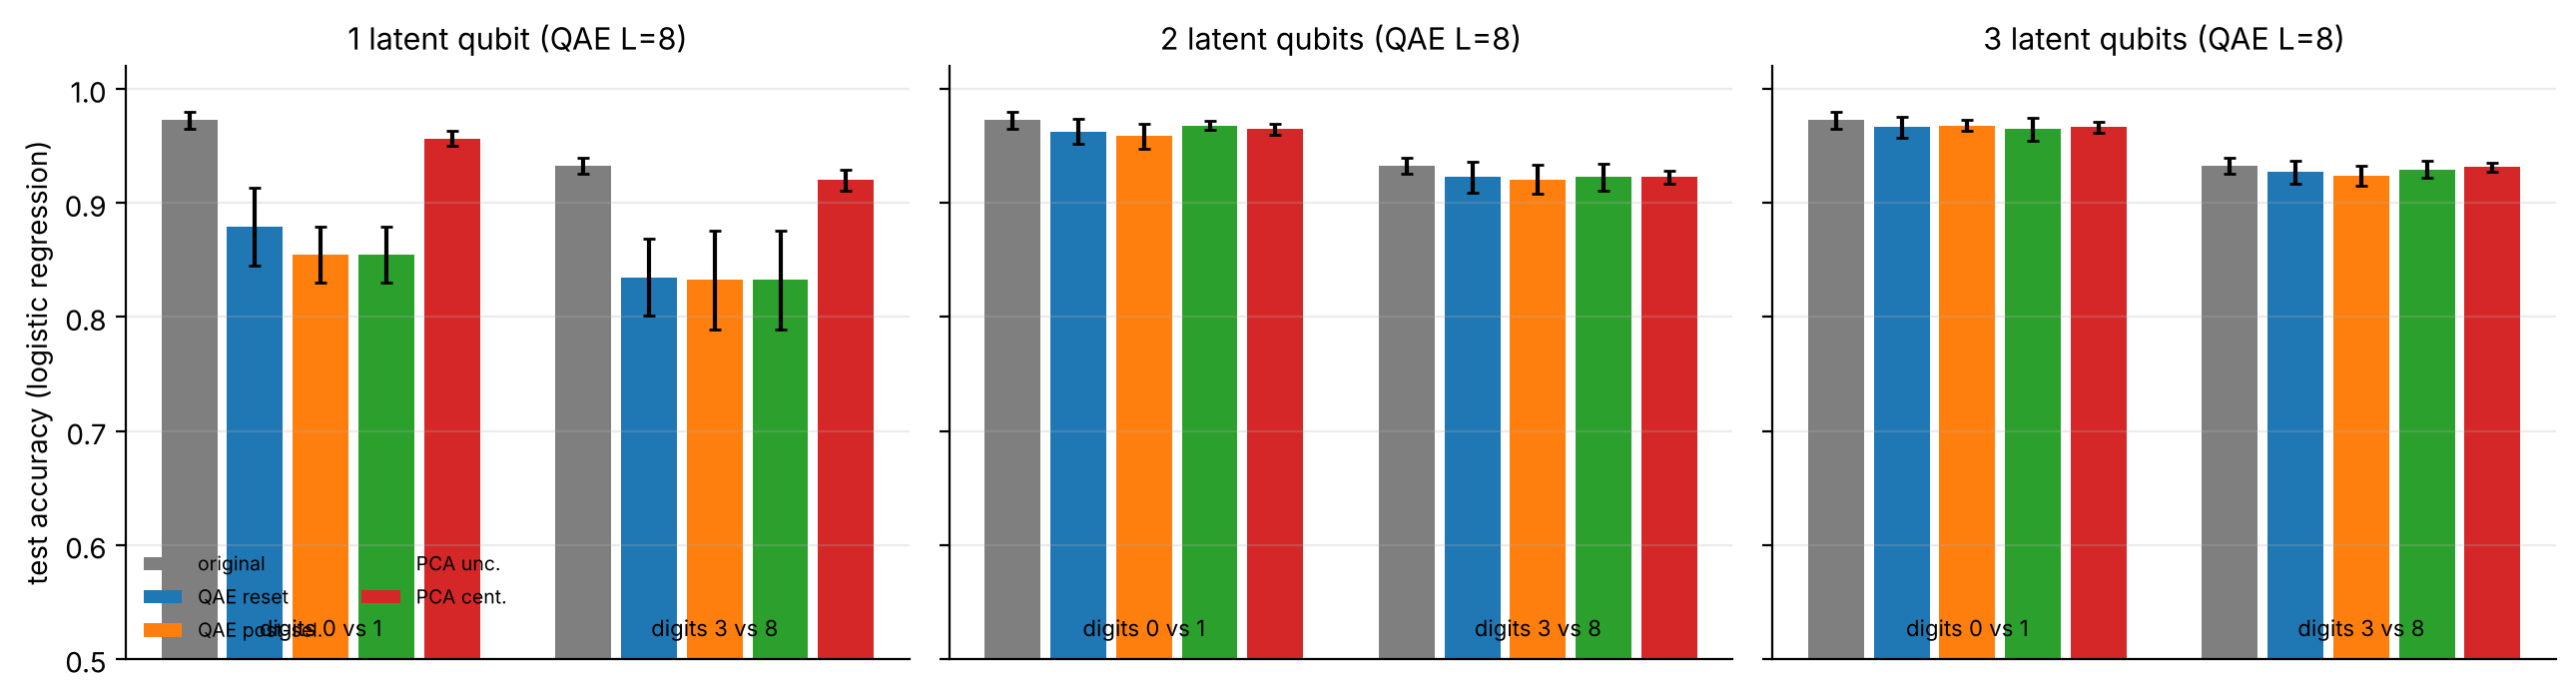 1 latent qubit (QAE L=8)
2 latent qubits (QAE L=8)
3 latent qubits (QAE L=8)
test accuracy (logistic regression)
1.0
0.9
0.8
0.7
0.6
0.5
original
QAE reset
QAE post-sel.
PCA unc.
PCA cent.
digits 0 vs 1
digits 3 vs 8
digits 0 vs 1
digits 3 vs 8
digits 0 vs 1
digits 3 vs 8